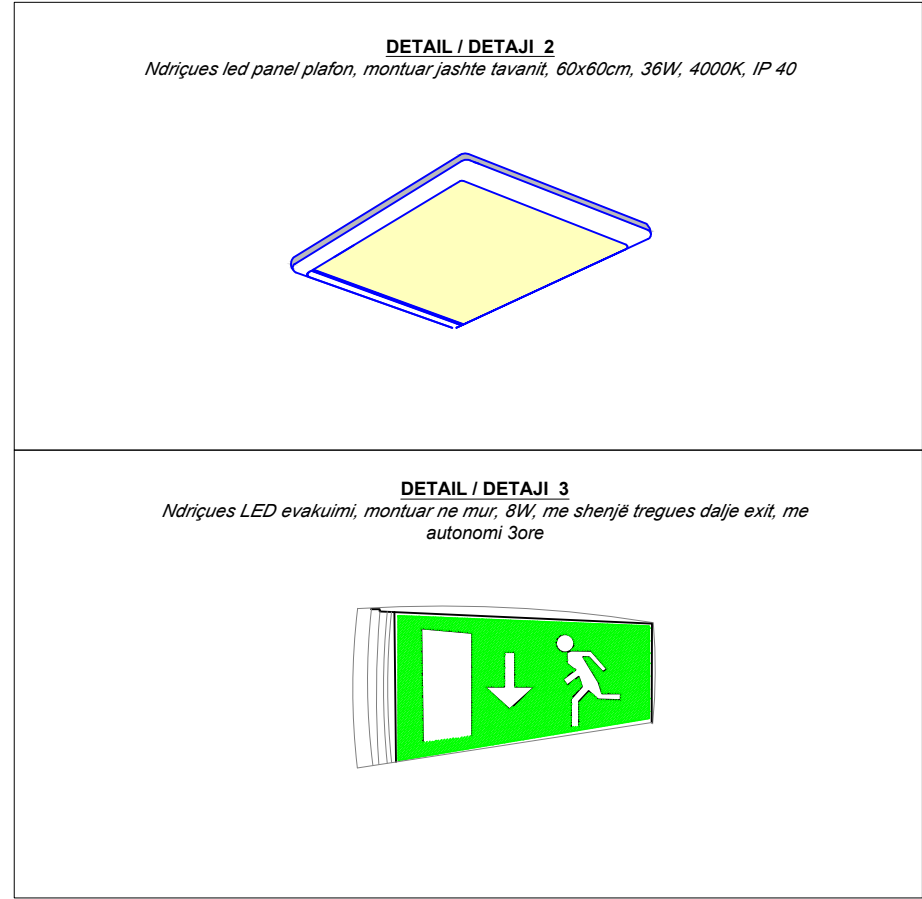 DETAIL / DETAJI 2
Ndriçues led panel plafon, montuar jashte tavanit, 60x60cm, 36W, 4000K, IP 40
DETAIL / DETAJI 3
Ndriçues LED evakuimi, montuar ne mur, 8W, me shenjë tregues dalje exit, me
autonomi 3ore